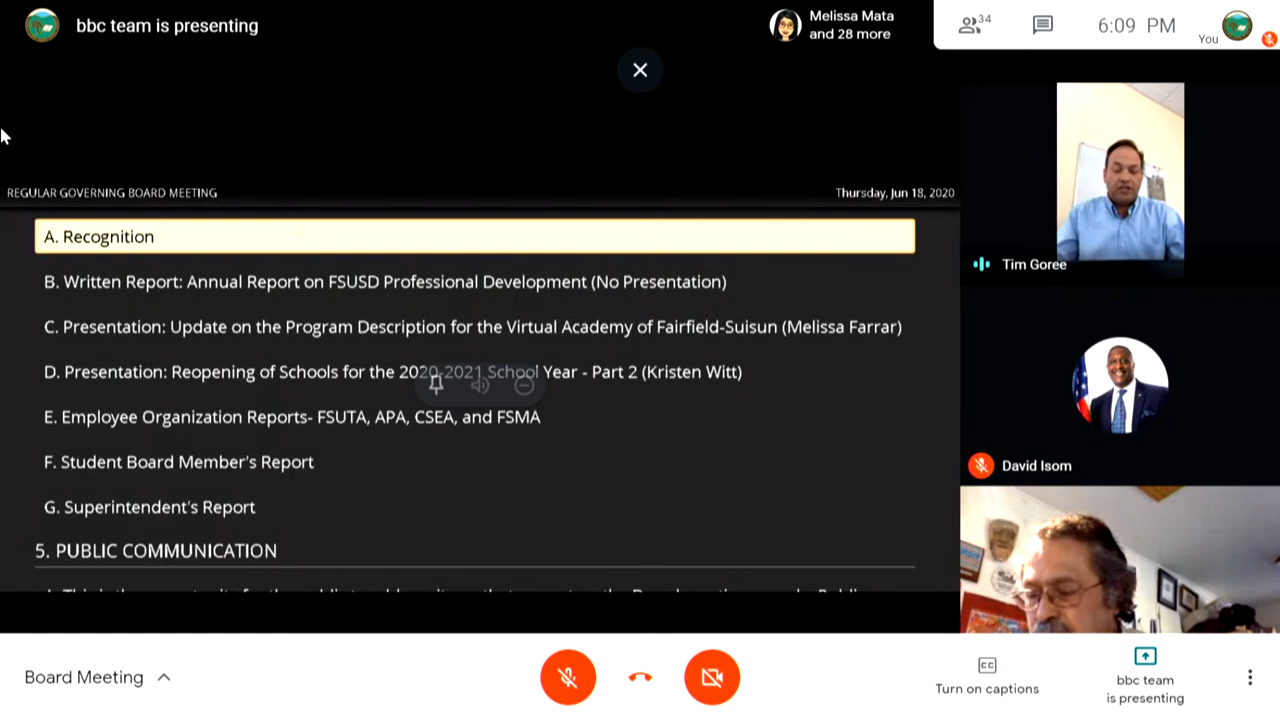 bbc team is presenting
Melissa Mata
and 28 more
34
6:09 PM
You
REGULAR GOVERNING BOARD MEETING
Thursday, Jun 18, 2020
A. Recognition
B. Written Report: Annual Report on FSUSD Professional Development (No Presentation)
C. Presentation: Update on the Program Description for the Virtual Academy of Fairfield-Suisun (Melissa Farrar)
D. Presentation: Reopening of Schools for the 2020-2021 School Year - Part 2 (Kristen Witt)
E. Employee Organization Reports- FSUTA, APA, CSEA, and FSMA
F. Student Board Member's Report
G. Superintendent's Report
5. PUBLIC COMMUNICATION
Tim Goree
David Isom
Board Meeting
CC
Turn on captions
bbc team
is presenting